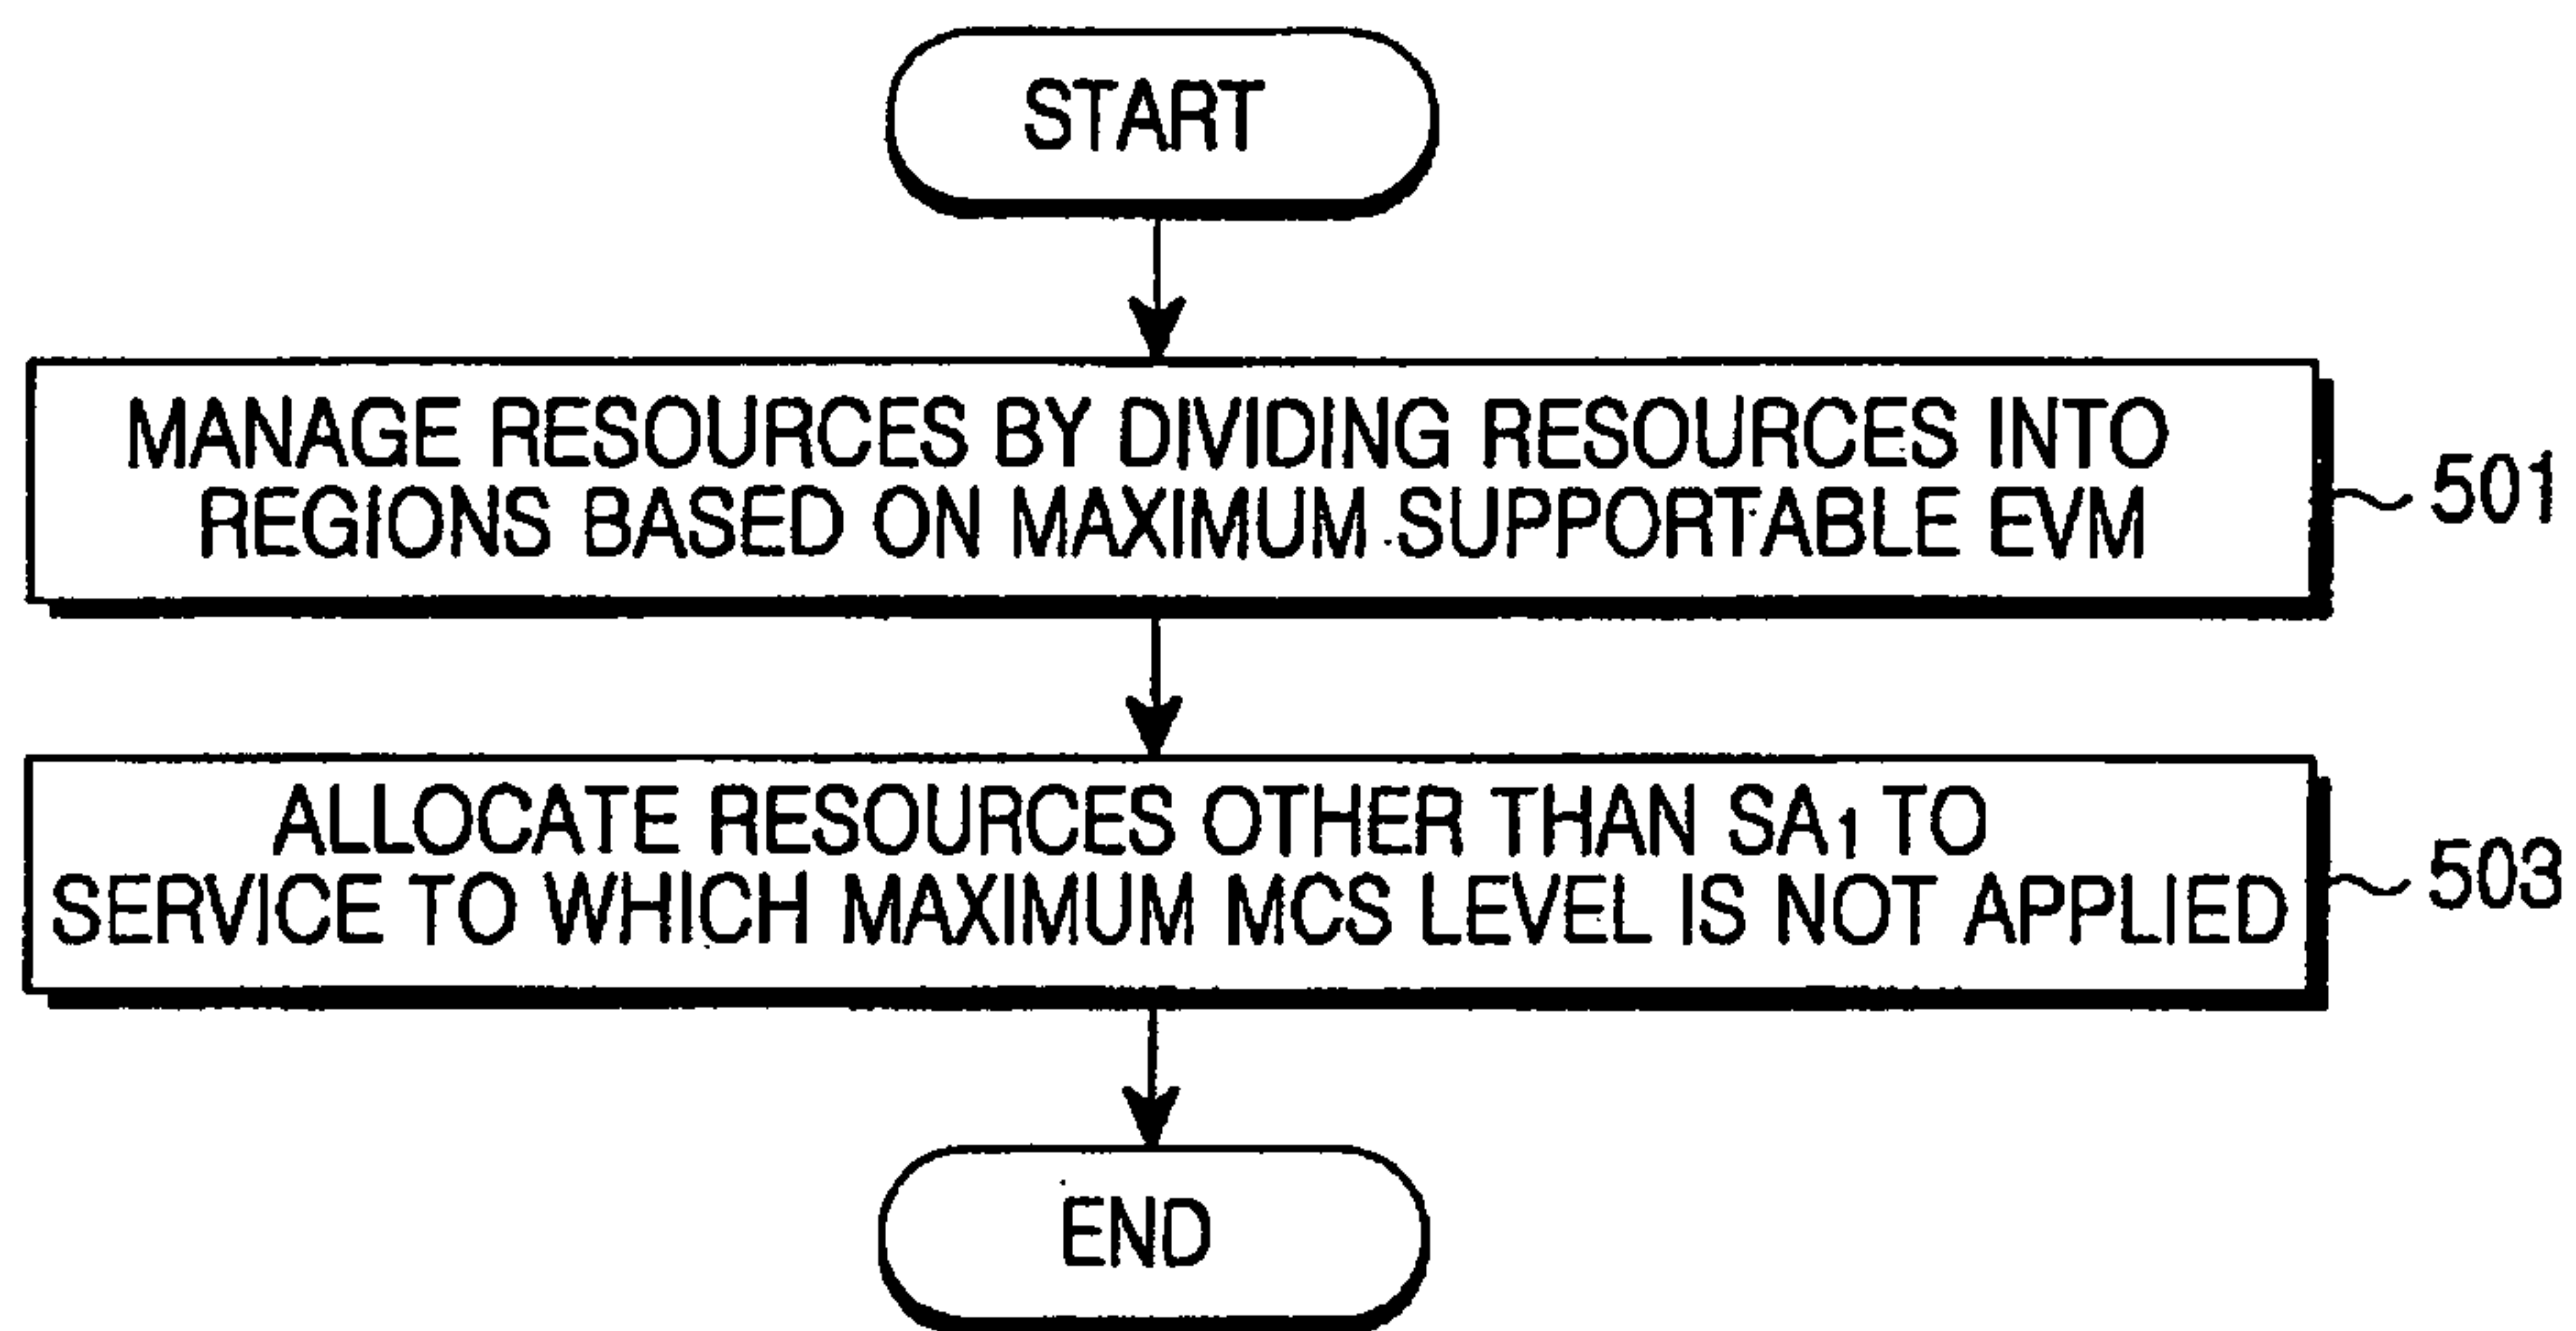 START
MANAGE RESOURCES BY DIVIDING RESOURCES INTO
REGIONS BASED ON MAXIMUM SUPPORTABLE EVM
501
ALLOCATE RESOURCES OTHER THAN SA₁ TO
SERVICE TO WHICH MAXIMUM MCS LEVEL IS NOT APPLIED
503
END